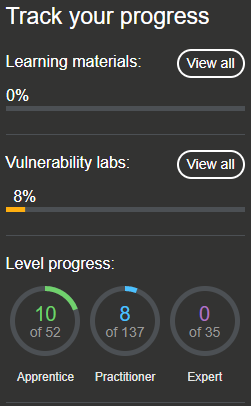 Track your progress
Learning materials: View all
0%
Vulnerability labs: View all
8%
Level progress:
10 8 0
of 52 of 137 of 35
Apprentice Practitioner Expert